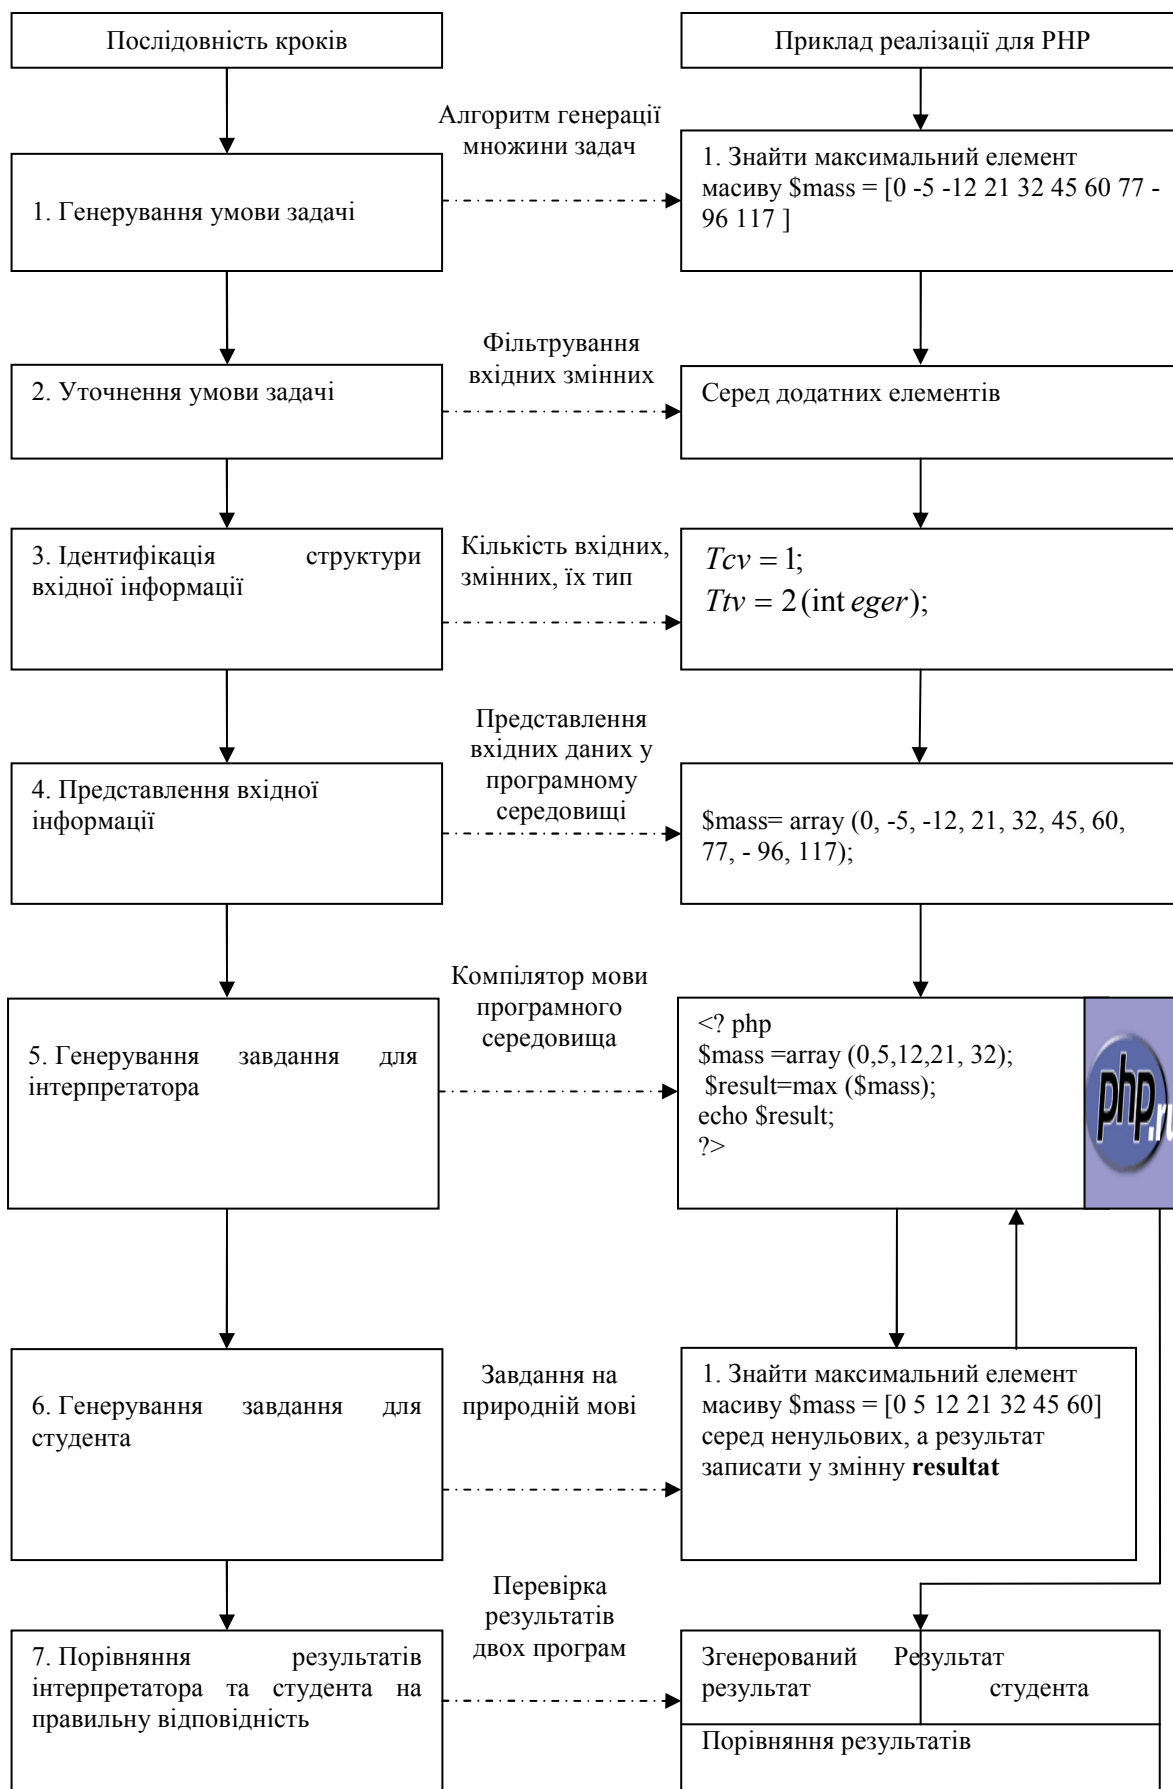 Послідовність кроків
Приклад реалізації для PHP
Алгоритм генерації
множини задач
1. Генерування умови задачі
1. Знайти максимальний елемент
масиву $mass = [0 -5 -12 21 32 45 60 77 -
96 117 ]
Фільтрування
вхідних змінних
2. Уточнення умови задачі
Серед додатних елементів
3. Ідентифікація структури
вхідної інформації
Кількість вхідних,
змінних, їх тип
Tcv = 1;
Ttv = 2(int eger);
Представлення
вхідних даних у
програмному
середовищі
4. Представлення вхідної
інформації
$mass= array (0, -5, -12, 21, 32, 45, 60,
77, - 96, 117);
Компілятор мови
програмного
середовища
5. Генерування завдання для
інтерпретатора
<? php
$mass =array (0,5,12,21, 32);
$result=max ($mass);
echo $result;
?>
php.ru
Завдання на
природній мові
6. Генерування завдання для
студента
1. Знайти максимальний елемент
масиву $mass = [0 5 12 21 32 45 60]
серед ненульових, а результат
записати у змінну resultat
Перевірка
результатів
двох програм
7. Порівняння результатів
інтерпретатора та студента на
правильну відповідність
Згенерований Результат
результат студента
Порівняння результатів